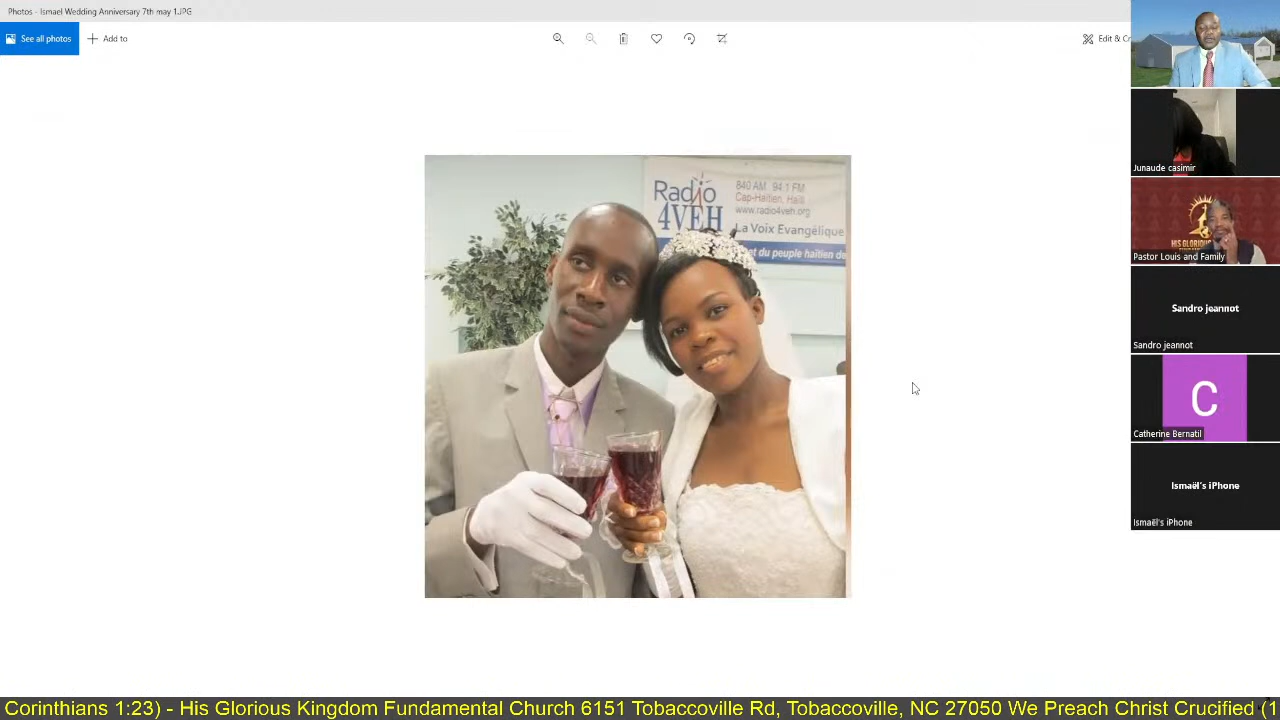 Photos - Ismael Wedding Anniversary 7th may 1.JPG
See all photos
Add to
Edit & Cr
Radio
4VEH
840 AM 94.1 FM
Cap-Haïtien, Haïti
www.radio4veh.org
La Voix Evangélique
du peuple haïtien
Junaude casimir
HIS GLORIOUS
Pastor Louis and Family
Sandro jeannot
Sandro jeannot
C
Catherine Bernatil
Ismaël's iPhone
Ismaël's iPhone
Corinthians 1:23) - His Glorious Kingdom Fundamental Church 6151 Tobaccoville Rd, Tobaccoville, NC 27050 We Preach Christ Crucified (1